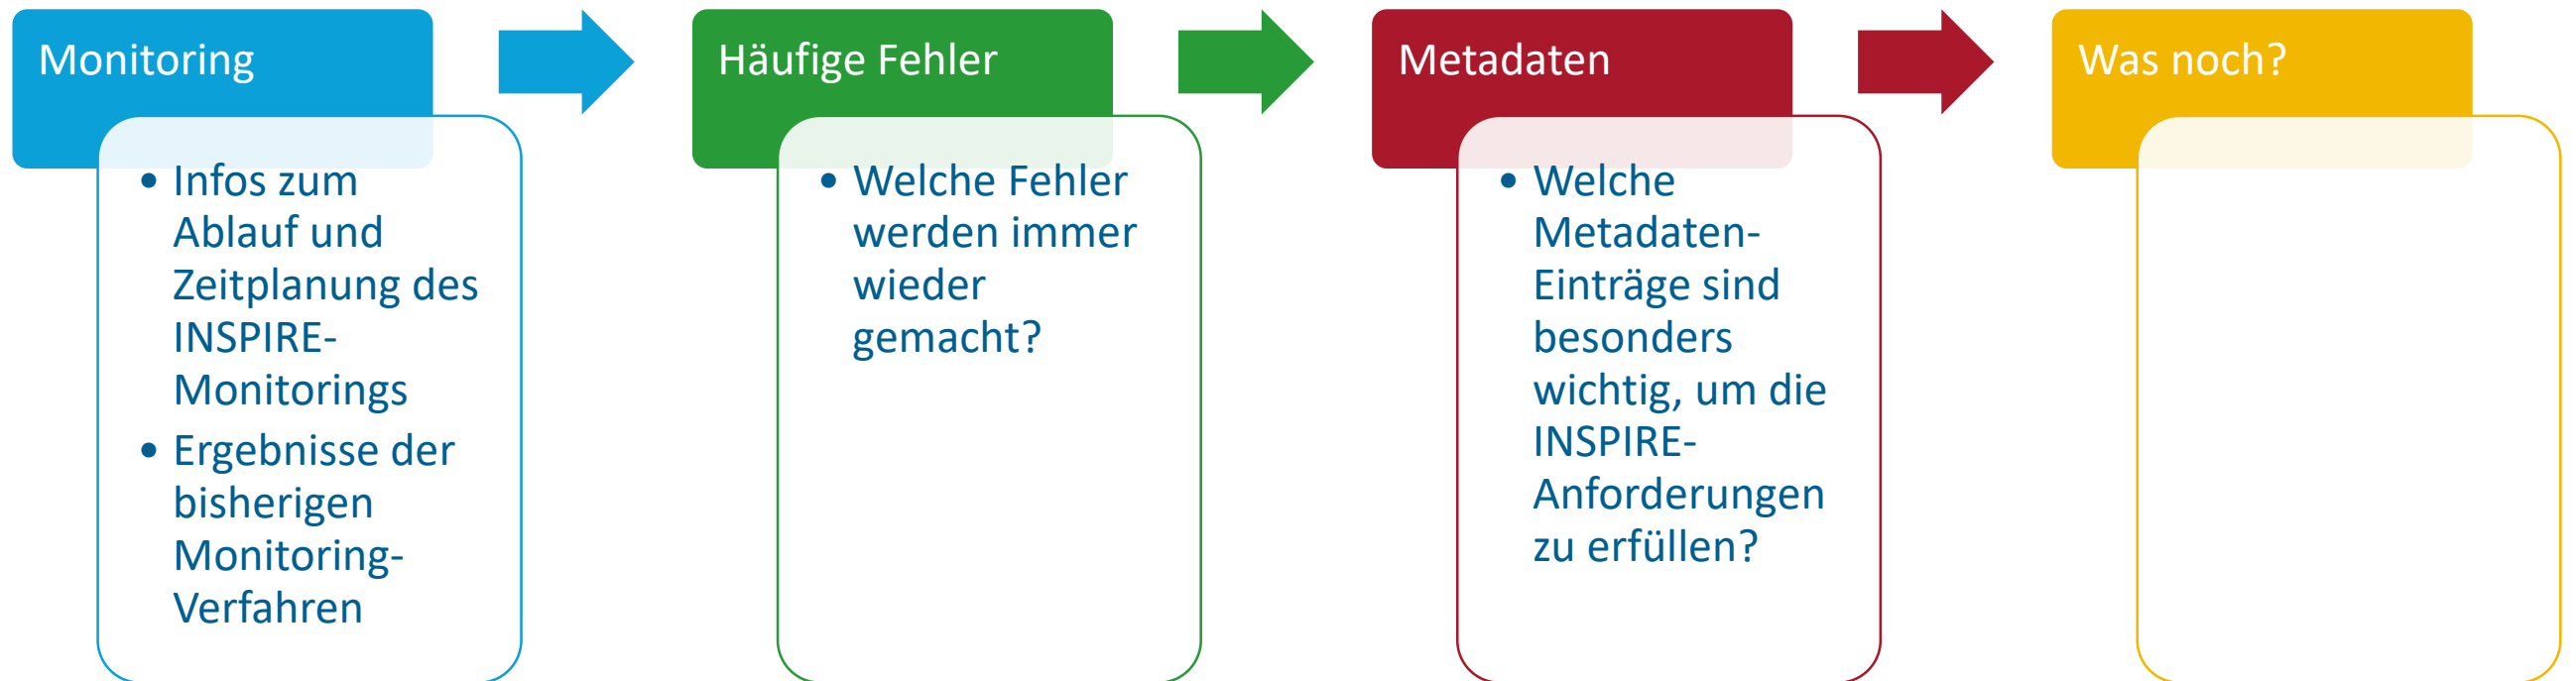 Monitoring
• Infos zum
Ablauf und
Zeitplanung des
INSPIRE-
Monitorings
• Ergebnisse der
bisherigen
Monitoring-
Verfahren
Häufige Fehler
• Welche Fehler
werden immer
wieder
gemacht?
Metadaten
• Welche
Metadaten-
Einträge sind
besonders
wichtig, um die
INSPIRE-
Anforderungen
zu erfüllen?
Was noch?